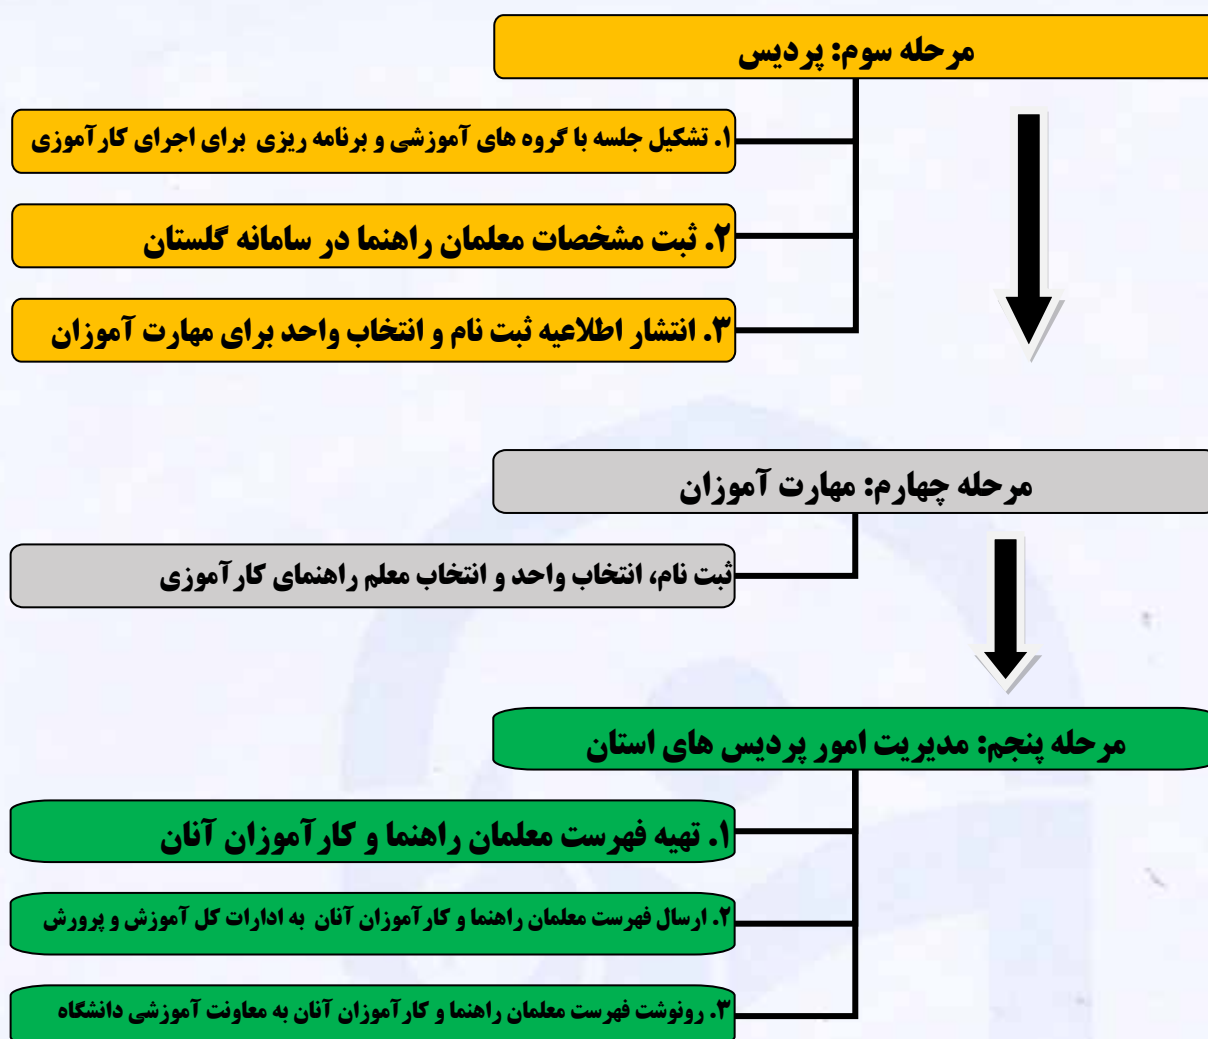 مرحله سوم: پردیس
۱. تشکیل جلسه با گروه های آموزشی و برنامه ریزی برای اجرای کارآموزی
۲. ثبت مشخصات معلمان راهنما در سامانه گلستان
۳. انتشار اطلاعیه ثبت نام و انتخاب واحد برای مهارت آموزان
مرحله چهارم: مهارت آموزان
ثبت نام، انتخاب واحد و انتخاب معلم راهنمای کارآموزی
مرحله پنجم: مدیریت امور پردیس های استان
۱. تهیه فهرست معلمان راهنما و کارآموزان آنان
۲. ارسال فهرست معلمان راهنما و کارآموزان آنان به ادارات کل آموزش و پرورش
۳. رونوشت فهرست معلمان راهنما و کارآموزان آنان به معاونت آموزشی دانشگاه